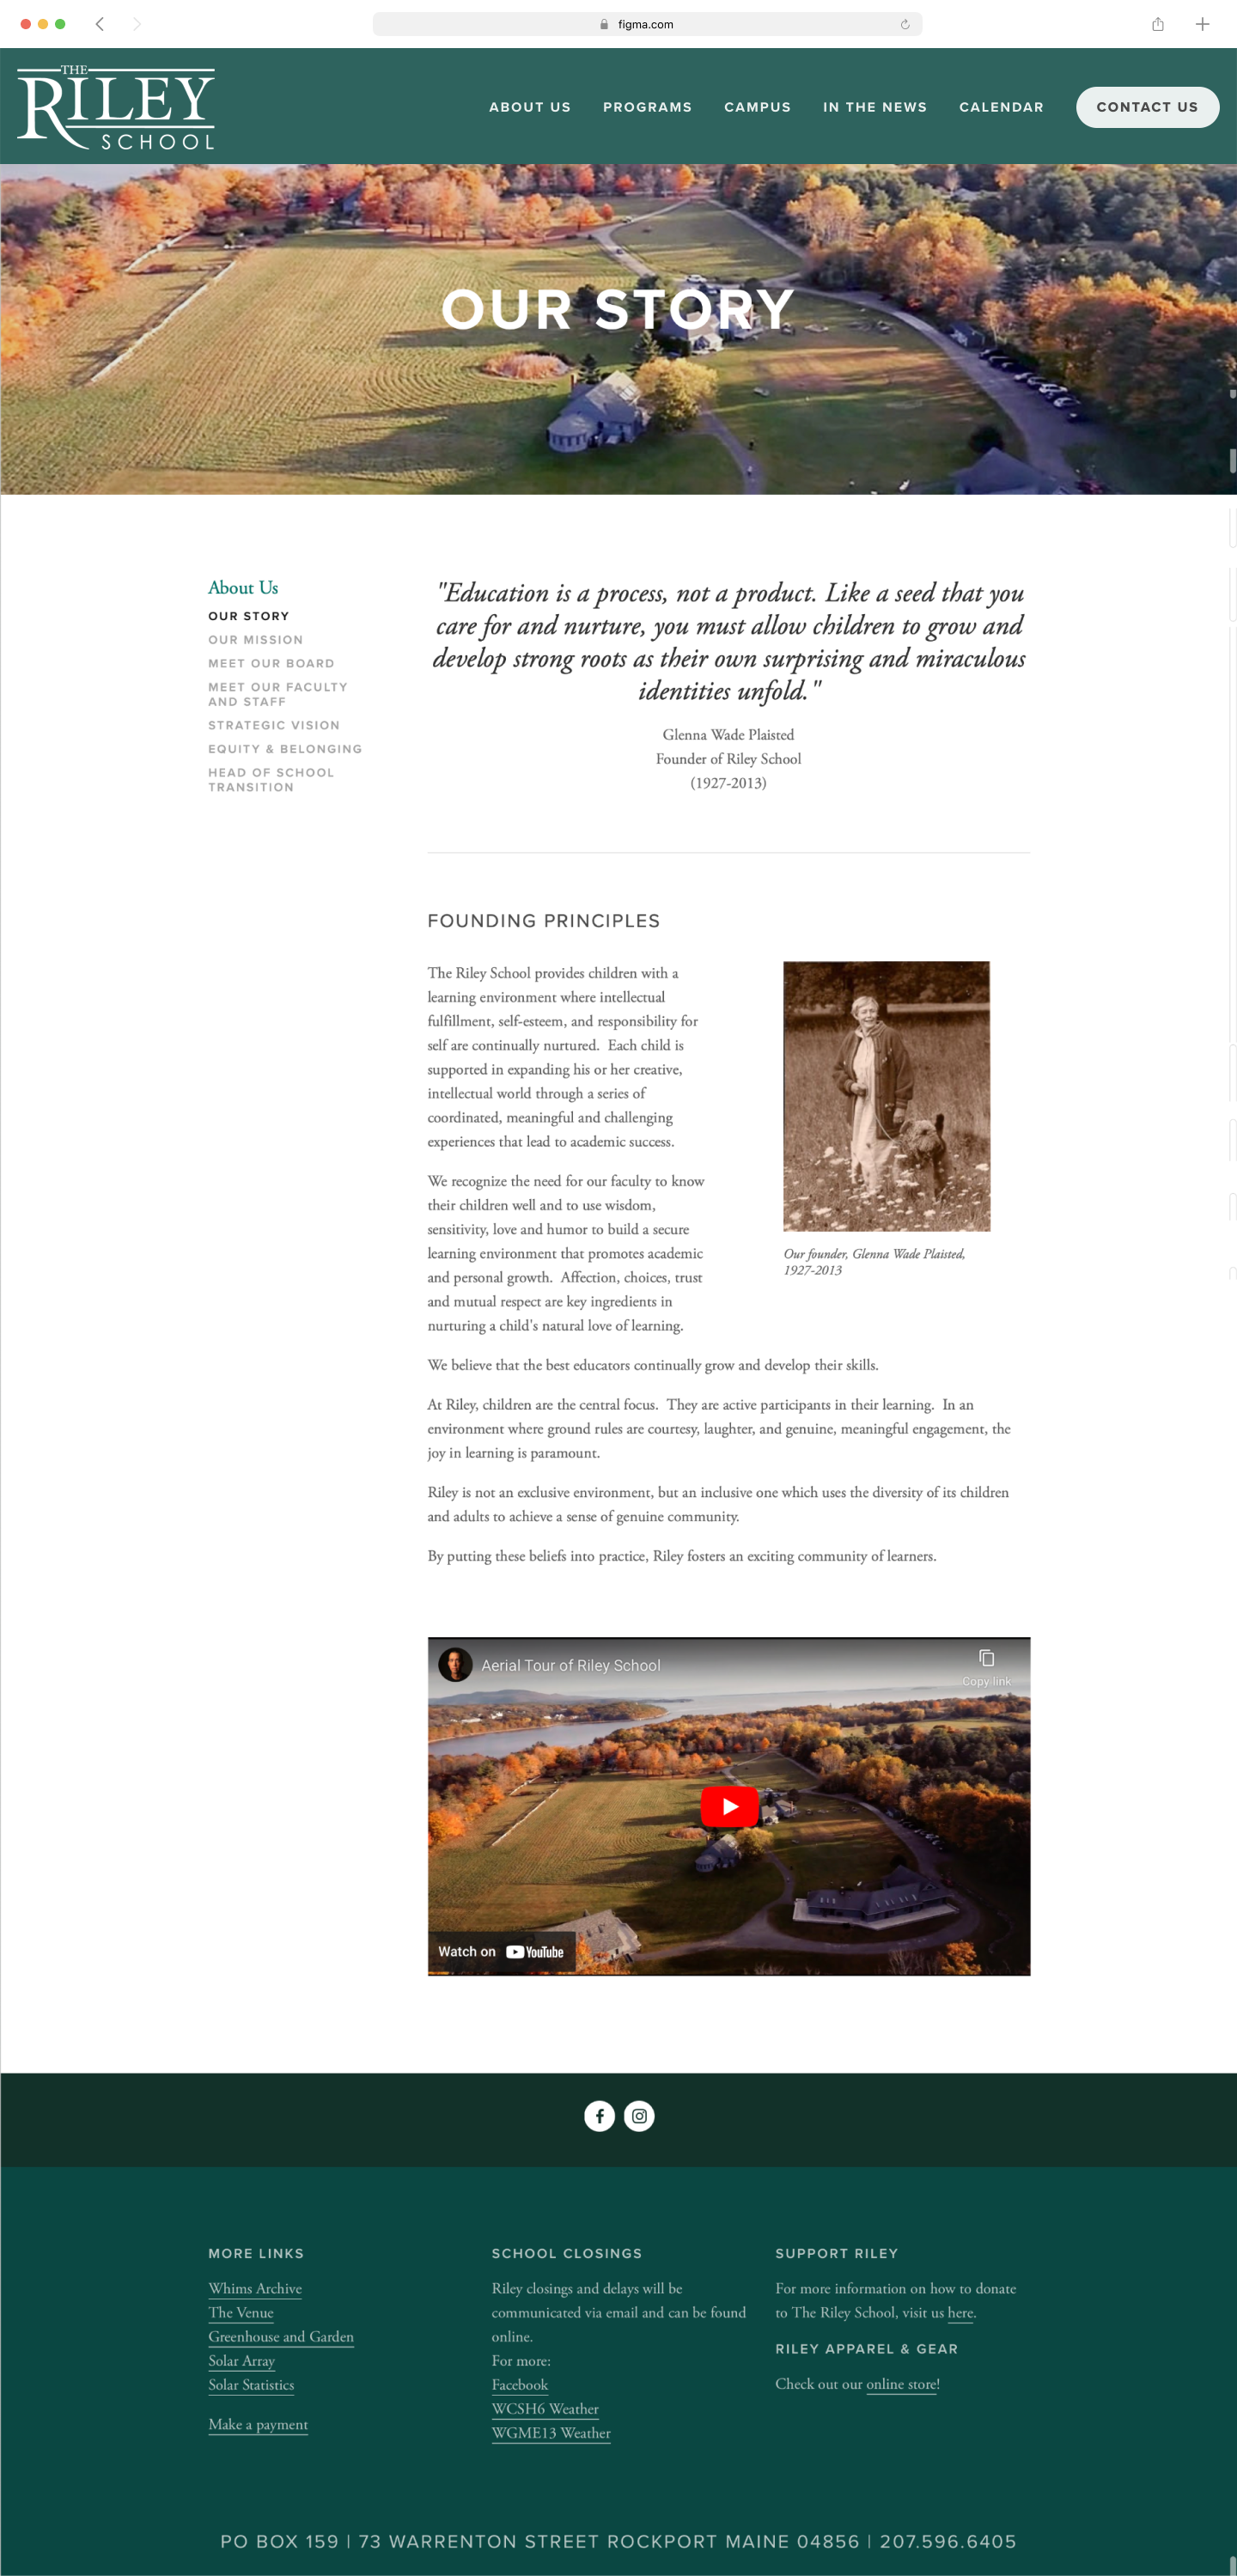 figma.com
THE
RILEY
SCHOOL
ABOUT US PROGRAMS CAMPUS IN THE NEWS CALENDAR CONTACT US
OUR STORY
About Us
OUR STORY
OUR MISSION
MEET OUR BOARD
MEET OUR FACULTY
AND STAFF
STRATEGIC VISION
EQUITY & BELONGING
HEAD OF SCHOOL
TRANSITION
"Education is a process, not a product. Like a seed that you
care for and nurture, you must allow children to grow and
develop strong roots as their own surprising and miraculous
identities unfold."
Glenna Wade Plaisted
Founder of Riley School
(1927-2013)
FOUNDING PRINCIPLES
The Riley School provides children with a
learning environment where intellectual
fulfillment, self-esteem, and responsibility for
self are continually nurtured.  Each child is
supported in expanding his or her creative,
intellectual world through a series of
coordinated, meaningful and challenging
experiences that lead to academic success.
We recognize the need for our faculty to know
their children well and to use wisdom,
sensitivity, love and humor to build a secure
learning environment that promotes academic
and personal growth.  Affection, choices, trust
and mutual respect are key ingredients in
nurturing a child's natural love of learning.
Our founder, Glenna Wade Plaisted,
1927-2013
We believe that the best educators continually grow and develop their skills.
At Riley, children are the central focus.  They are active participants in their learning.  In an
environment where ground rules are courtesy, laughter, and genuine, meaningful engagement, the
joy in learning is paramount.
Riley is not an exclusive environment, but an inclusive one which uses the diversity of its children
and adults to achieve a sense of genuine community.
By putting these beliefs into practice, Riley fosters an exciting community of learners.
Aerial Tour of Riley School
Copy link
Watch on YouTube
MORE LINKS
Whims Archive
The Venue
Greenhouse and Garden
Solar Array
Solar Statistics
Make a payment
SCHOOL CLOSINGS
Riley closings and delays will be
communicated via email and can be found
online.
For more:
Facebook
WCSH6 Weather
WGME13 Weather
SUPPORT RILEY
For more information on how to donate
to The Riley School, visit us here.
RILEY APPAREL & GEAR
Check out our online store!
PO BOX 159 | 73 WARRENTON STREET ROCKPORT MAINE 04856 | 207.596.6405